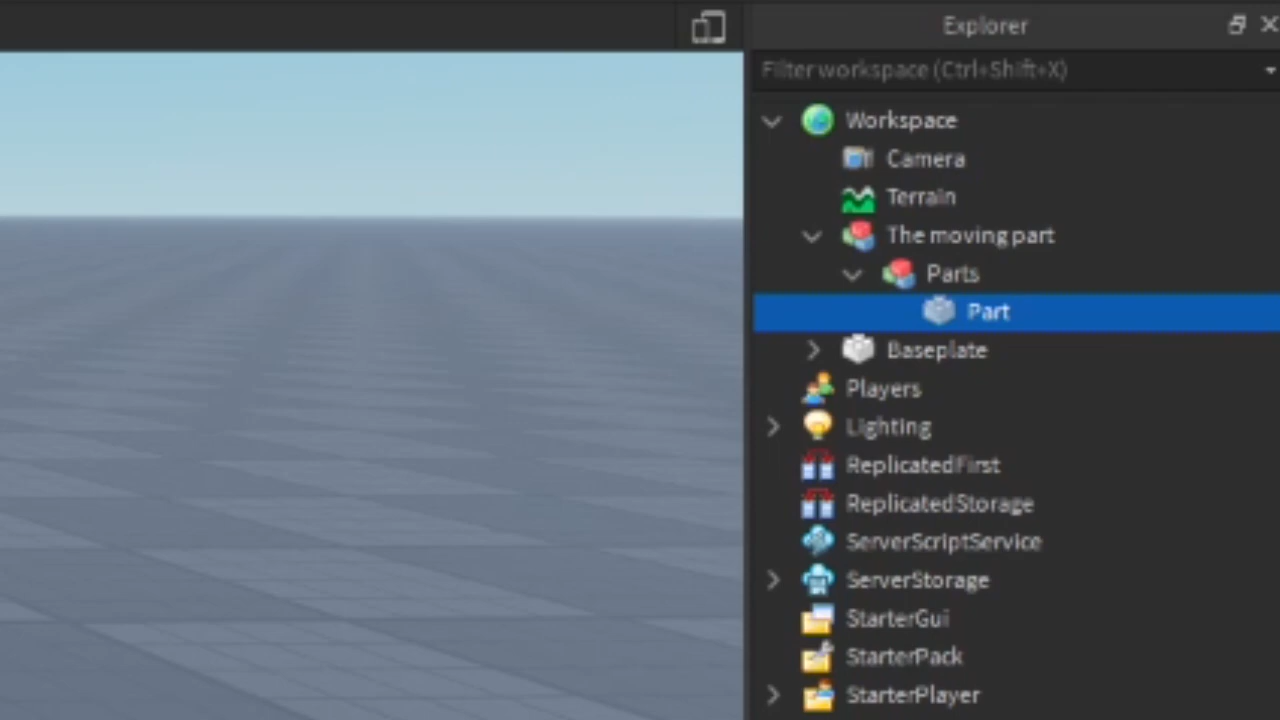 Explorer
Filter workspace (Ctrl+Shift+X)
Workspace
Camera
Terrain
The moving part
Parts
Part
Baseplate
Players
Lighting
ReplicatedFirst
ReplicatedStorage
ServerScriptService
ServerStorage
StarterGui
StarterPack
StarterPlayer